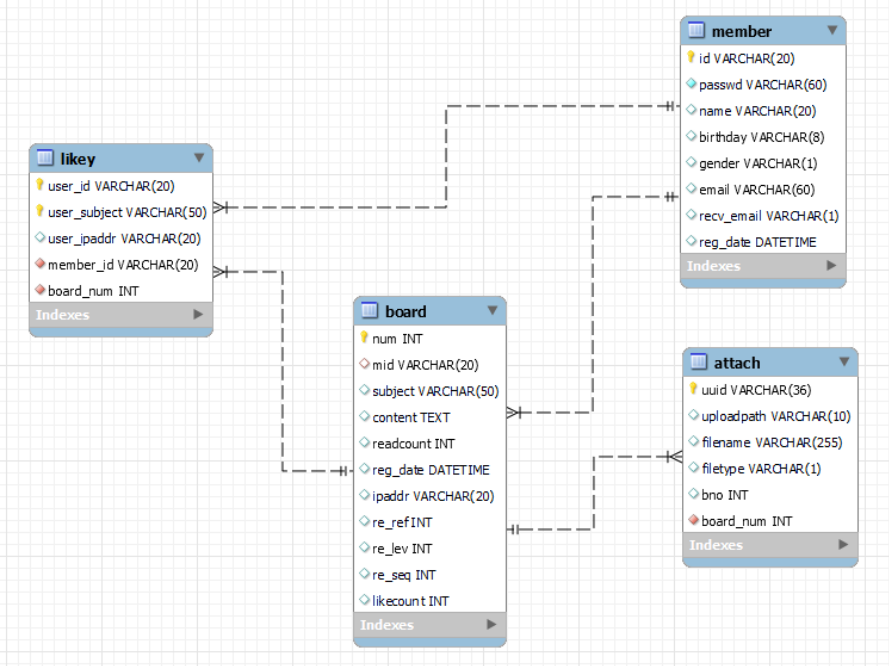 likey
user_id VARCHAR(20)
user_subject VARCHAR(50)
user_ipaddr VARCHAR(20)
member_id VARCHAR(20)
board_num INT
Indexes
board
num INT
mid VARCHAR(20)
subject VARCHAR(50)
content TEXT
readcount INT
reg_date DATETIME
ipaddr VARCHAR(20)
re_ref INT
re_lev INT
re_seq INT
likecount INT
Indexes
member
id VARCHAR(20)
passwd VARCHAR(60)
name VARCHAR(20)
birthday VARCHAR(8)
gender VARCHAR(1)
email VARCHAR(60)
recv_email VARCHAR(1)
reg_date DATETIME
Indexes
attach
uuid VARCHAR(36)
uploadpath VARCHAR(10)
filename VARCHAR(255)
filetype VARCHAR(1)
bno INT
board_num INT
Indexes